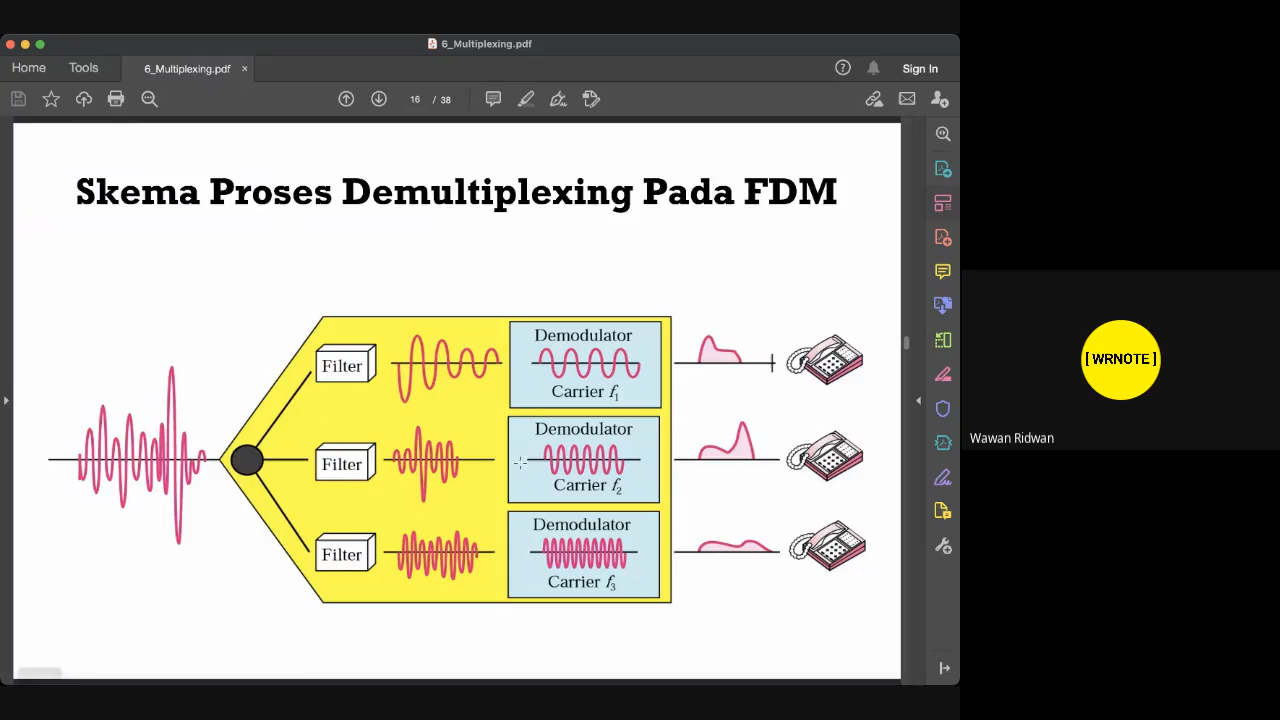 6_Multiplexing.pdf
Home Tools 6_Multiplexing.pdf × Sign In
16 / 38
Skema Proses Demultiplexing Pada FDM
Filter
Demodulator
Carrier f1
Filter
Demodulator
Carrier f2
Filter
Demodulator
Carrier f3
[ WRNOTE ]
Wawan Ridwan